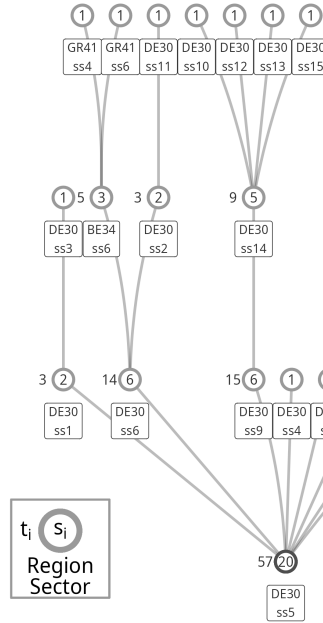 1 1 1 1 1 1 1
GR41 GR41 DE30 DE30 DE30 DE30 DE30
ss4 ss6 ss11 ss10 ss12 ss13 ss15
1 5 3 3 2 9 5
DE30 BE34 DE30 DE30
ss3 ss6 ss2 ss14
3 2 14 6 15 6 1
DE30 DE30 DE30 DE30
ss1 ss6 ss9 ss4
ti si
Region
Sector
57 20
DE30
ss5